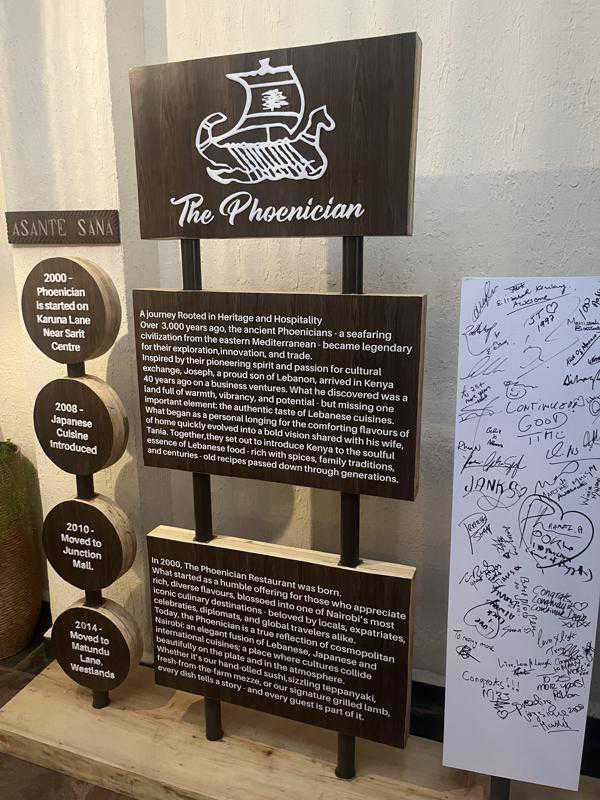 The Phoenician
ASANTE SANA
2000 -
Phoenician
is started on
Karuna Lane
Near Sarit
Centre
2008 -
Japanese
Cuisine
Introduced
2010 -
Moved to
Junction
Mall.
2014 -
Moved to
Matundu
Lane,
Westlands
A journey Rooted in Heritage and Hospitality
Over 3,000 years ago, the ancient Phoenicians - a seafaring
civilization from the eastern Mediterranean - became legendary
for their exploration,innovation, and trade.
Inspired by their pioneering spirit and passion for cultural
exchange, Joseph, a proud son of Lebanon, arrived in Kenya
40 years ago on a business ventures. What he discovered was a
land full of warmth, vibrancy, and potential - but missing one
important element: the authentic taste of Lebanese cuisines.
What began as a personal longing for the comforting flavours of
of home quickly evolved into a bold vision shared with his wife,
Tania. Together,they set out to introduce Kenya to the soulful
essence of Lebanese food - rich with spices, family traditions,
and centuries - old recipes passed down through generations.
In 2000, The Phoenician Restaurant was born.
What started as a humble offering for those who appreciate
rich, diverse flavours, blossoed into one of Nairobi's most
iconic culinary destinations - beloved by locals, expatriates,
celebraties, diplomats, and global travelers alike.
Today, the Phoenician is a true reflection of cosmopolitan
Nairobi: an elegant fusion of Lebanese, Japanese and
international cuisines; a place where cultures collide
beautifully on the plate and in the atmosphere.
Whether it's our hand-olled sushi,sizzling teppanyaki,
fresh-from-the-farm mezze, or our signature grilled lamb,
every dish tells a story - and every guest is part of it.
CONTINUE
GOOD
TIME
JANKS
Congrats!!!